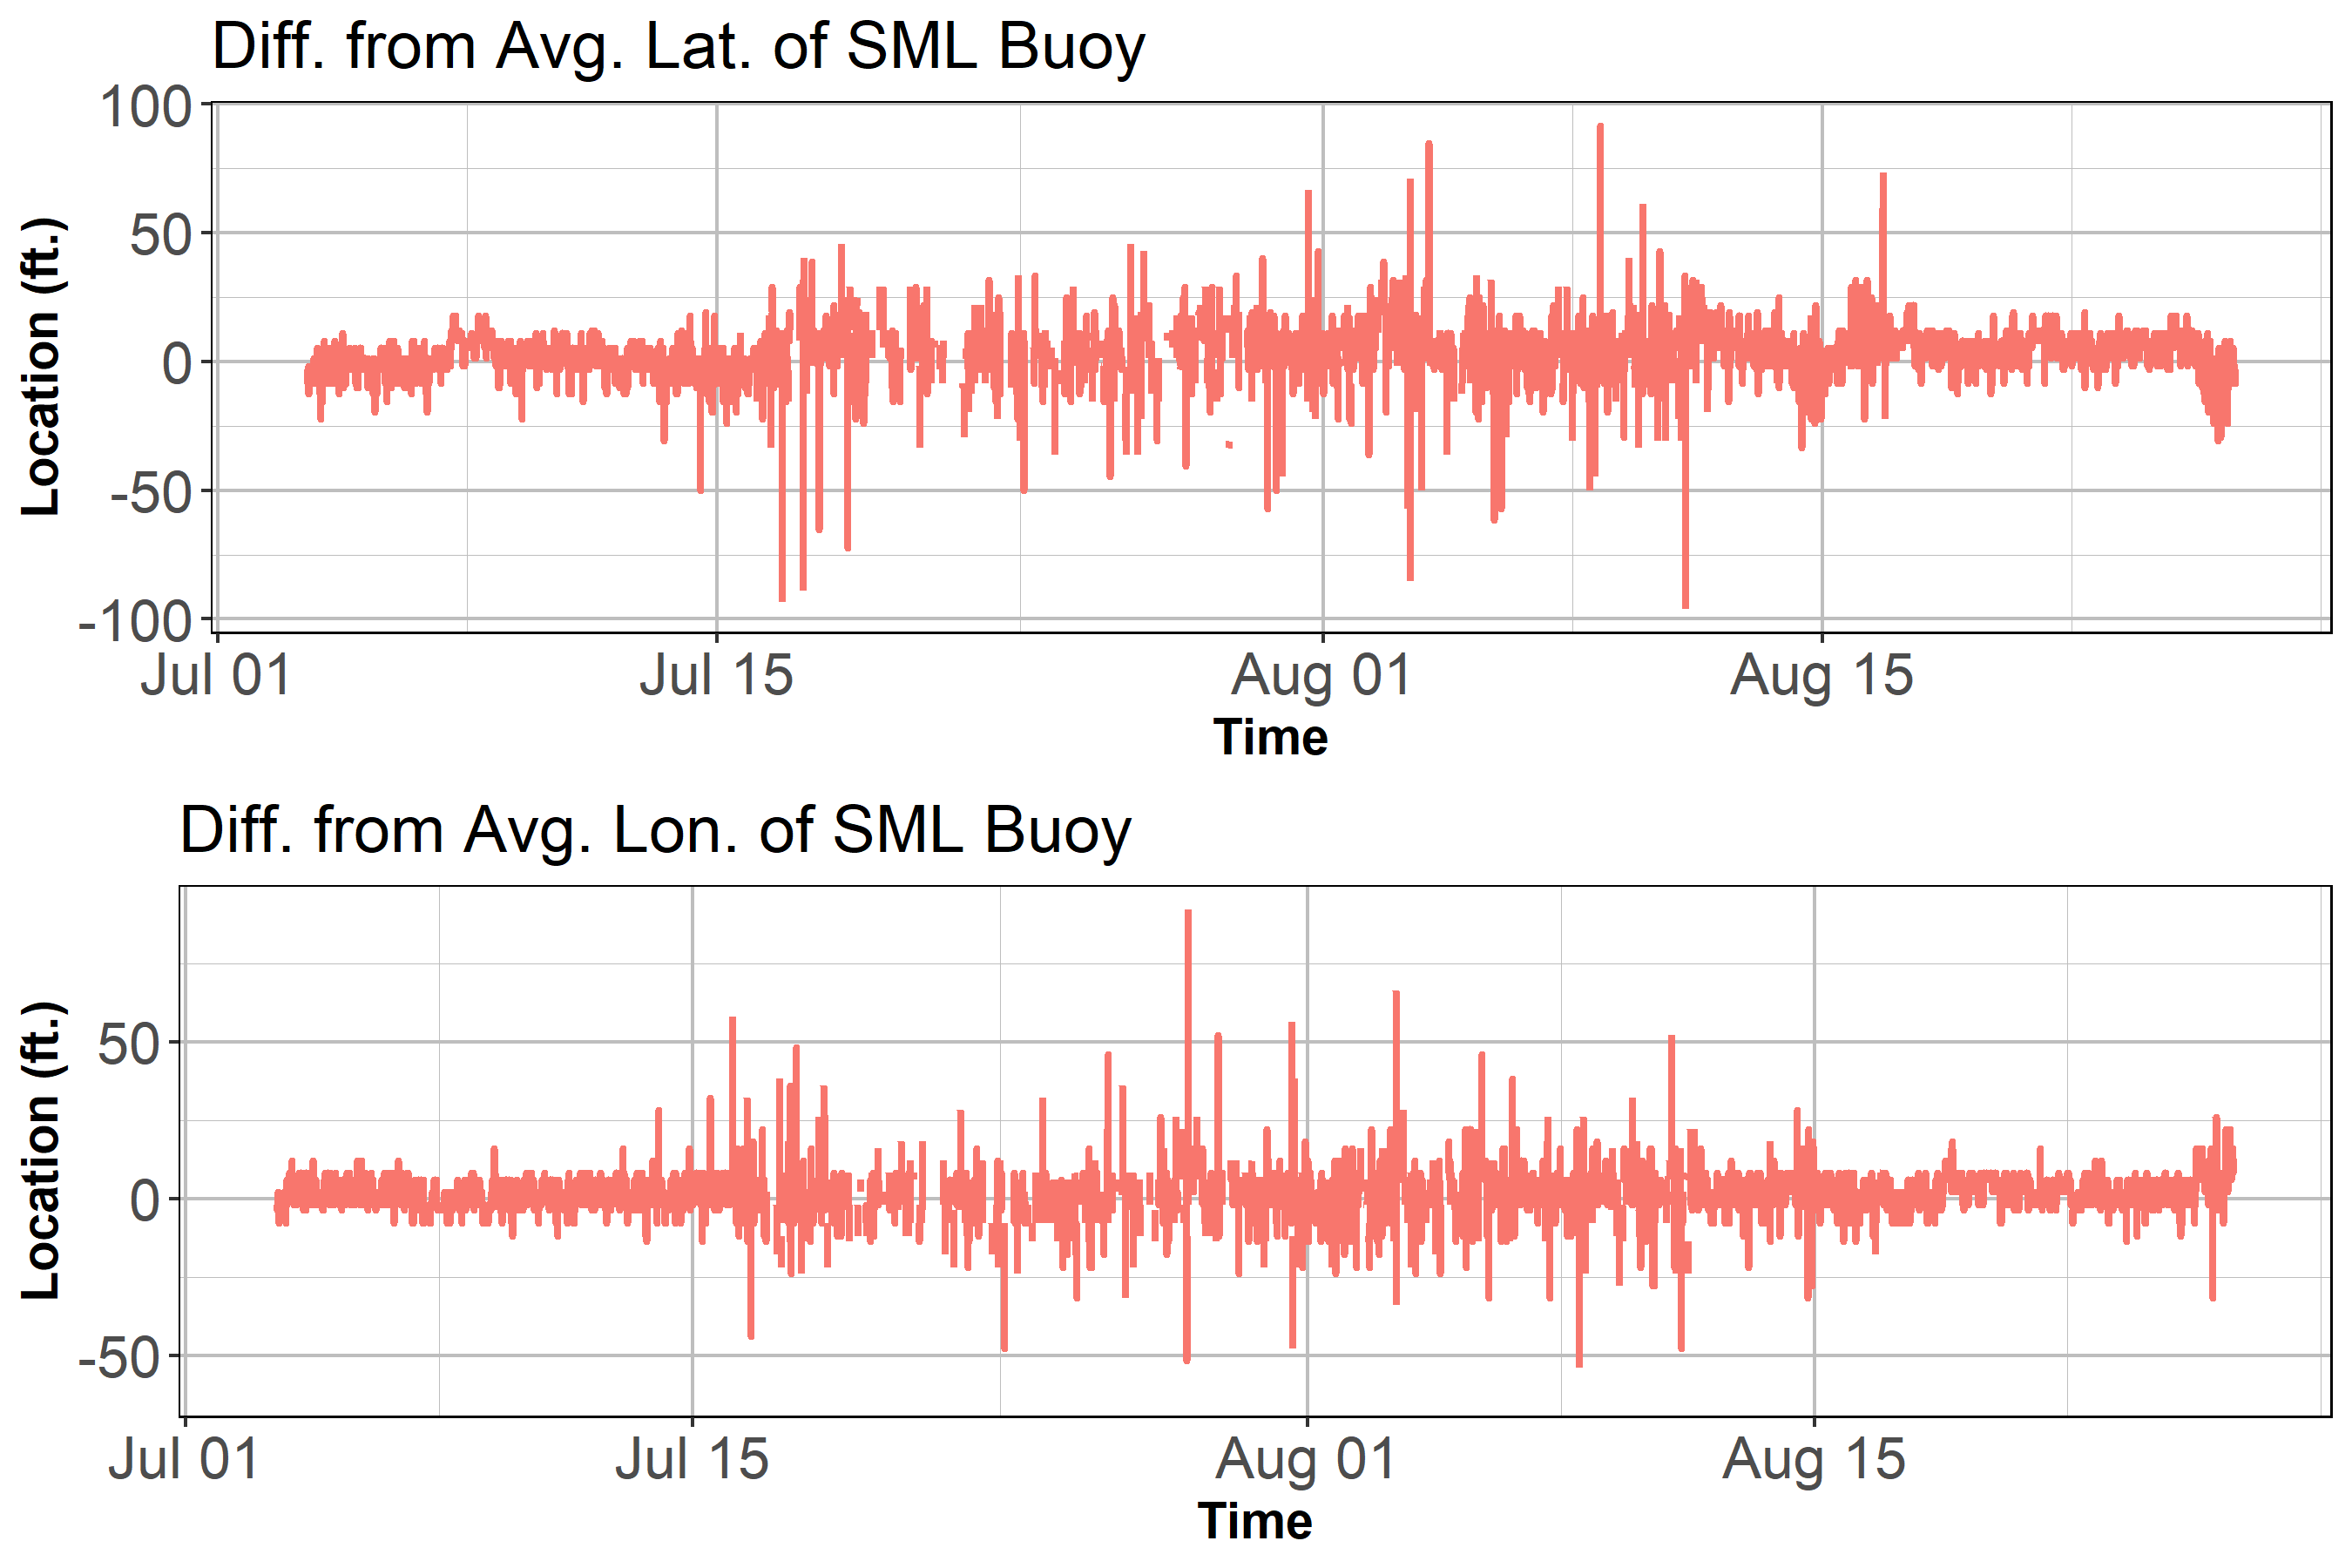 Diff. from Avg. Lat. of SML Buoy
100
50
0
-50
-100
Location (ft.)
Jul 01 Jul 15 Aug 01 Aug 15
Time
Diff. from Avg. Lon. of SML Buoy
50
0
-50
Location (ft.)
Jul 01 Jul 15 Aug 01 Aug 15
Time